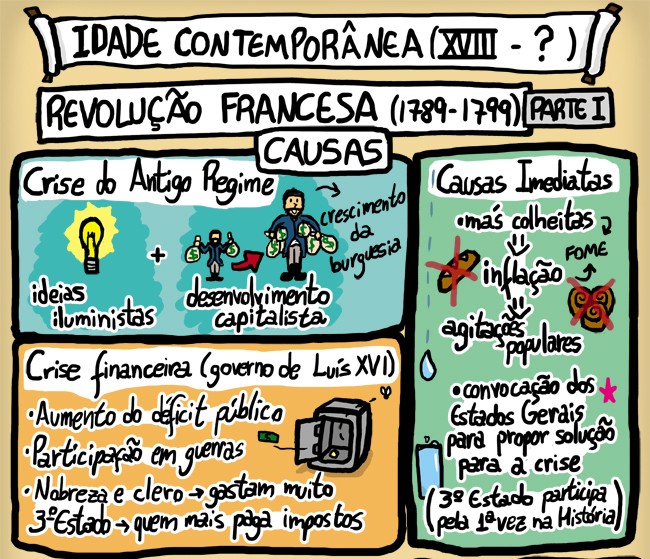 IDADE CONTEMPORÂNEA (XVIII - ?)
REVOLUÇÃO FRANCESA (1789-1799) PARTE I
CAUSAS
Crise do Antigo Regime
ideias
iluministas
+
$ $ $ $ $ $
desenvolvimento
capitalista
→ crescimento
da
burguesia
Crise financeira (governo de Luís XVI)
• Aumento do déficit público
• Participação em guerras
• Nobreza e clero → gastam muito
3º Estado → quem mais paga impostos
Causas Imediatas
• más colheitas
FOME
inflação
agitações
populares
• convocação dos
Estados Gerais
para propor solução
para a crise
(3º Estado participa
pela 1ª vez na História)